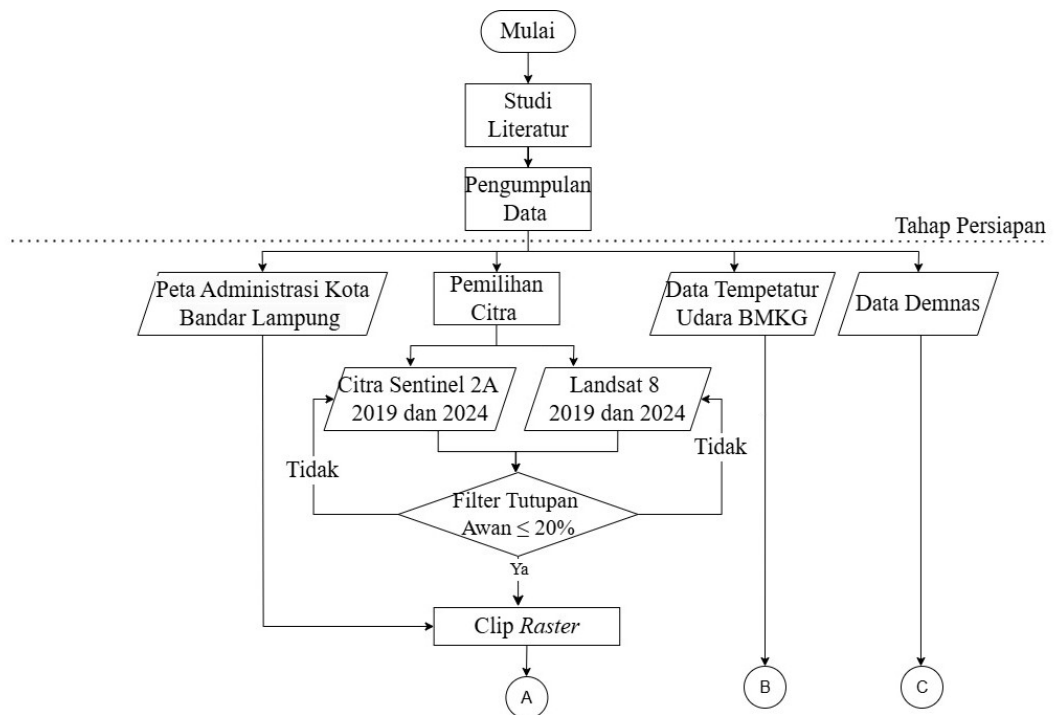 Mulai
Studi
Literatur
Pengumpulan
Data
Tahap Persiapan
Peta Administrasi Kota
Bandar Lampung
Pemilihan
Citra
Data Tempetatur
Udara BMKG
Data Demnas
Citra Sentinel 2A
2019 dan 2024
Landsat 8
2019 dan 2024
Tidak
Tidak
Filter Tutupan
Awan ≤ 20%
Ya
Clip Raster
A
B
C